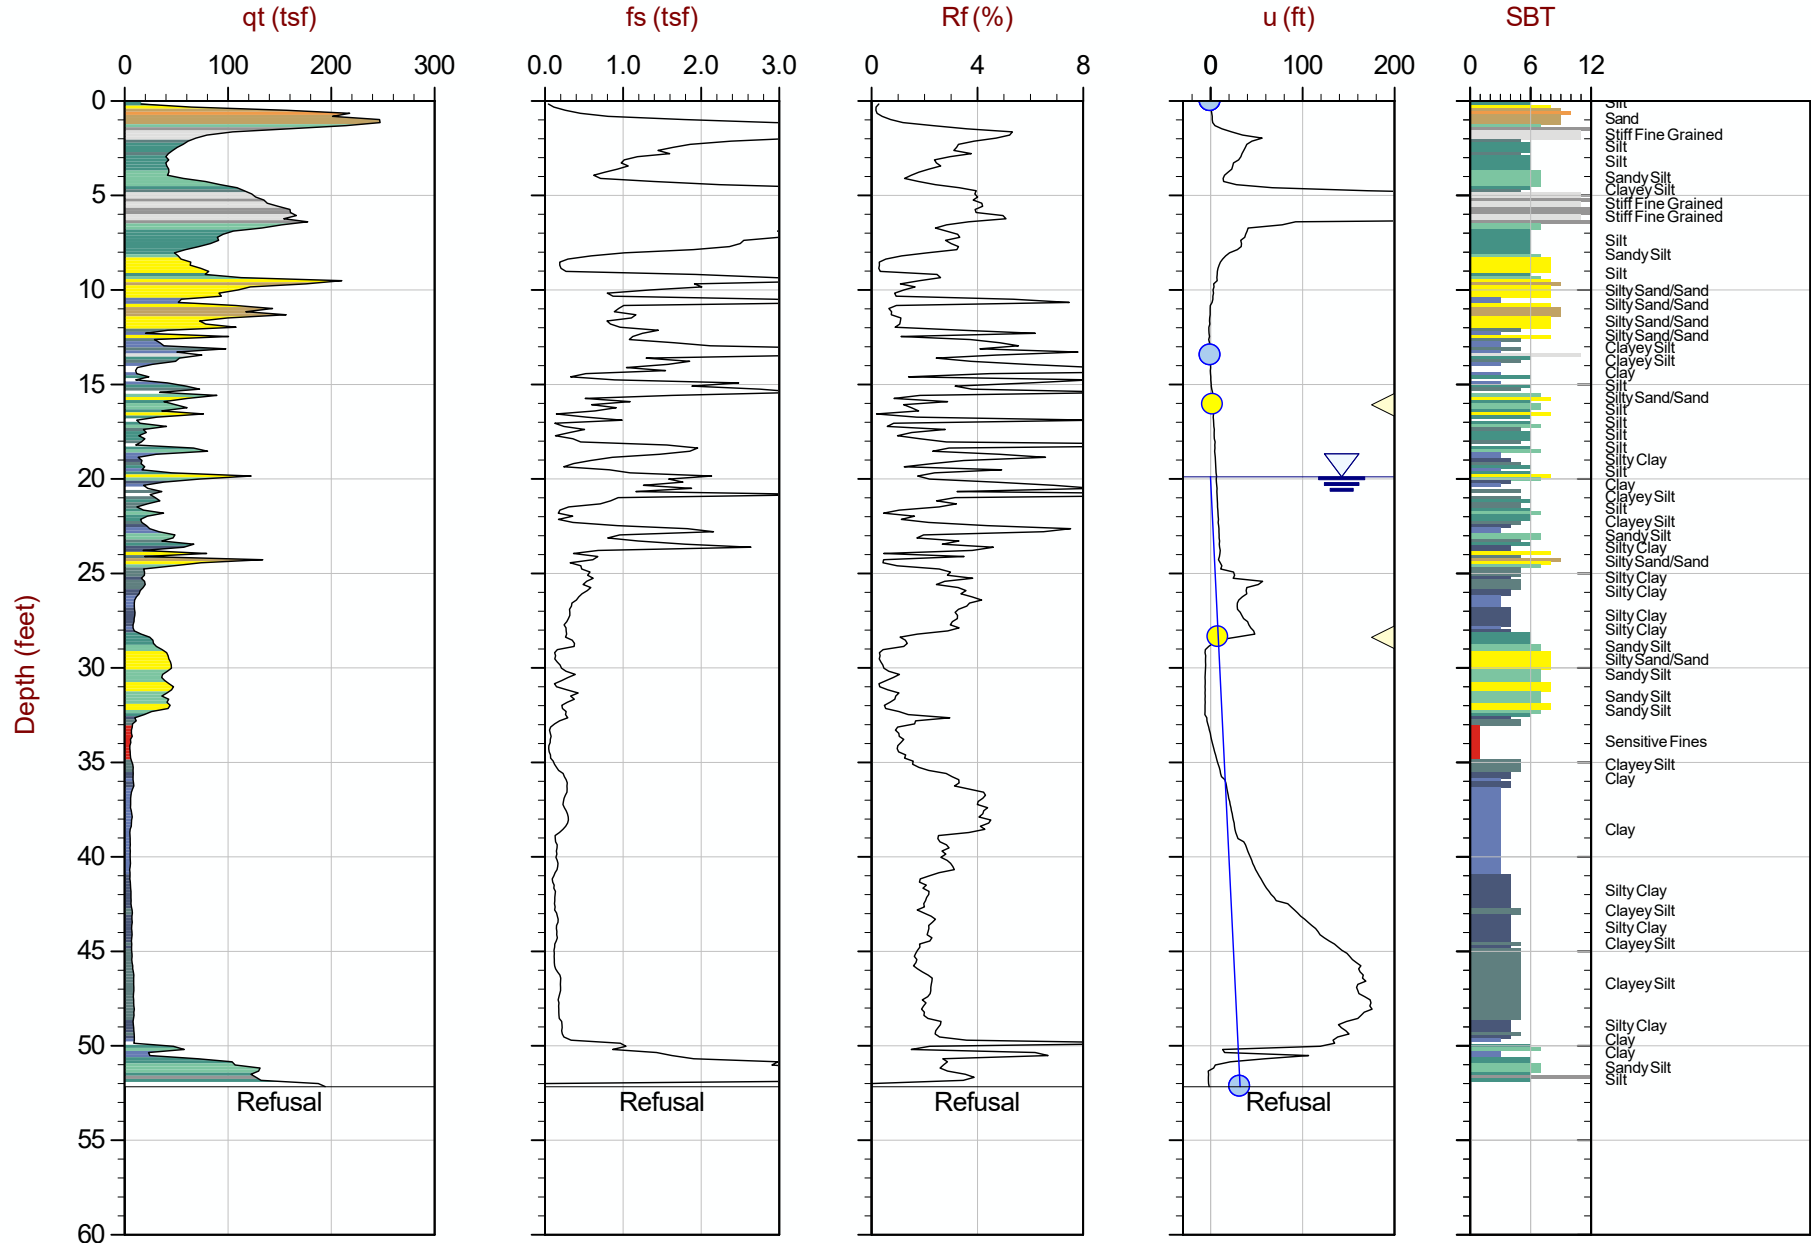 qt (tsf) fs (tsf) Rf (%) u (ft) SBT
0 100 200 300 0.0 1.0 2.0 3.0 0 4 8 0 100 200 0 6 12
0
5
10
15
20
25
30
35
40
45
50
55
60
Depth (feet)
Silt
Sand
Stiff Fine Grained
Silt
Silt
Sandy Silt
Clayey Silt
Stiff Fine Grained
Stiff Fine Grained
Silt
Sandy Silt
Silt
Silty Sand/Sand
Silty Sand/Sand
Silty Sand/Sand
Silty Sand/Sand
Clayey Silt
Clayey Silt
Clay
Silt
Silty Sand/Sand
Silt
Silt
Silt
Silt
Silty Clay
Silt
Clay
Clayey Silt
Silt
Clayey Silt
Sandy Silt
Silty Clay
Silty Sand/Sand
Silty Clay
Silty Clay
Silty Clay
Silty Clay
Sandy Silt
Silty Sand/Sand
Sandy Silt
Sandy Silt
Sandy Silt
Sensitive Fines
Clayey Silt
Clay
Clay
Silty Clay
Clayey Silt
Silty Clay
Clayey Silt
Clayey Silt
Silty Clay
Clay
Clay
Sandy Silt
Silt
Refusal Refusal Refusal Refusal